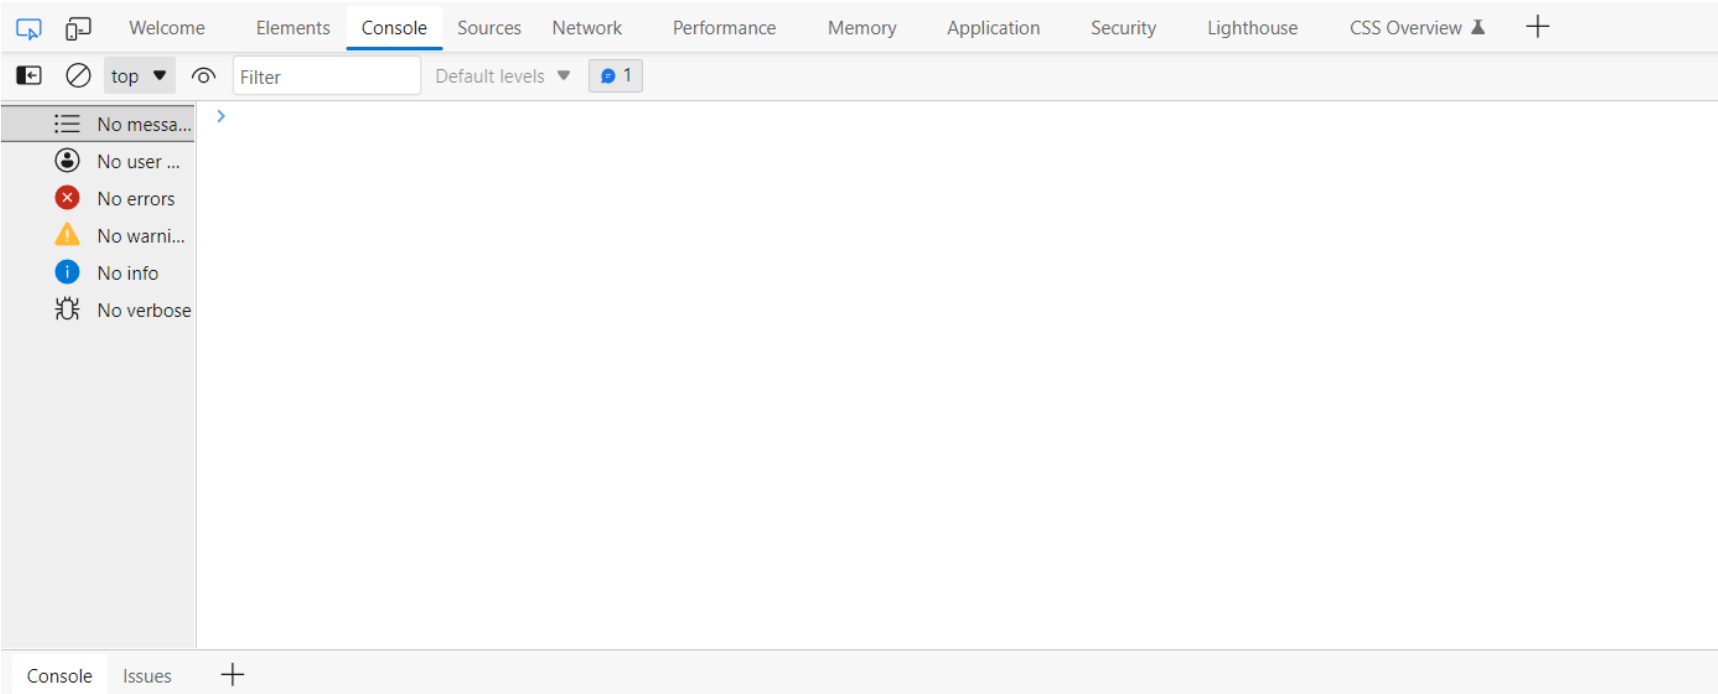 Welcome Elements Console Sources Network Performance Memory Application Security Lighthouse CSS Overview
top Filter Default levels 1
No messa...
No user ...
No errors
No warni...
No info
No verbose
Console Issues